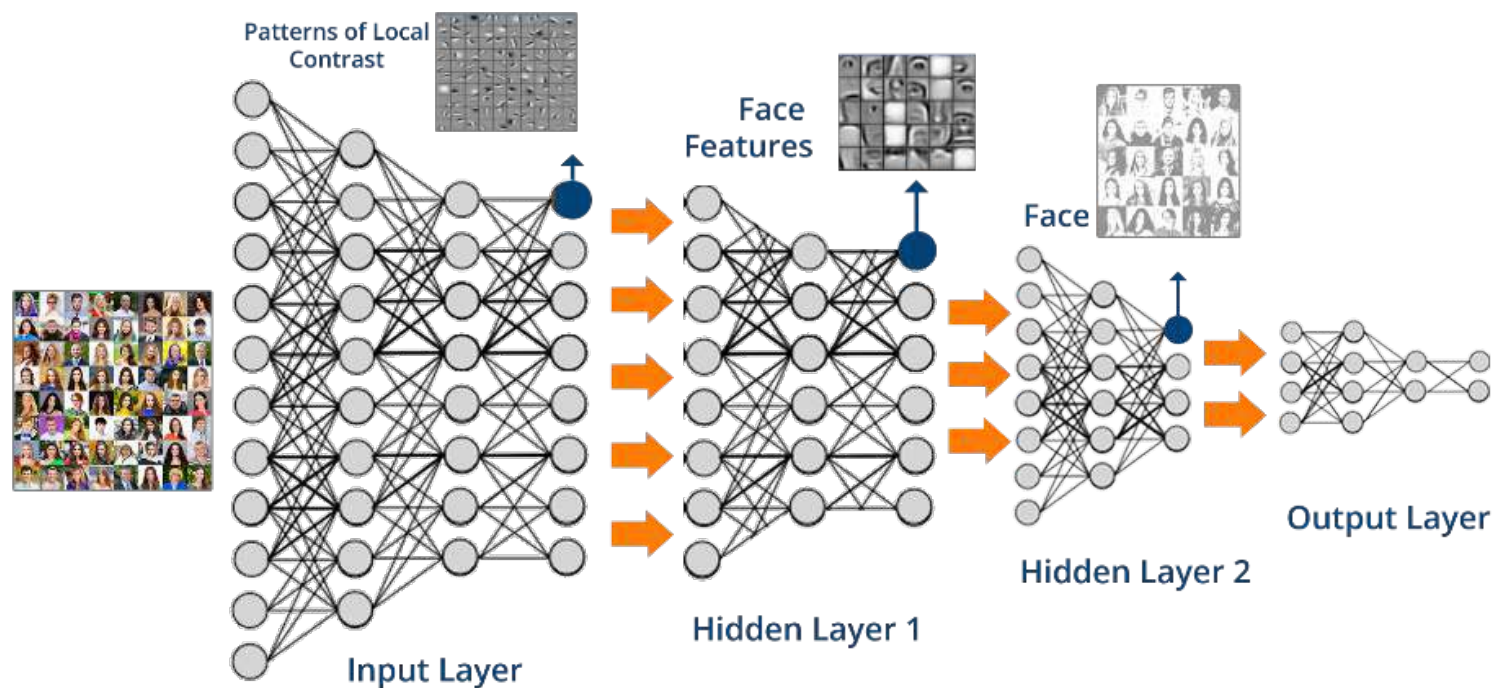 Patterns of Local
Contrast
Face
Features
Face
Input Layer
Hidden Layer 1
Hidden Layer 2
Output Layer